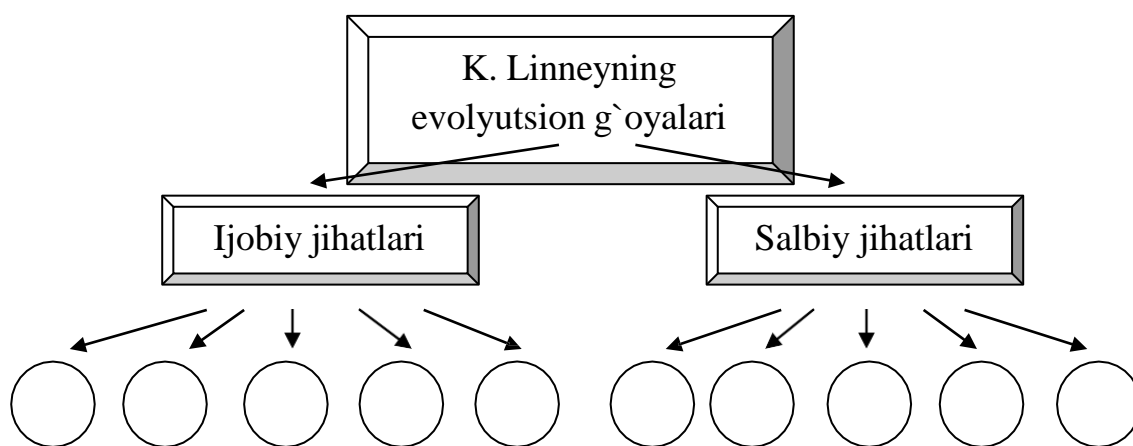 K. Linneyning
evolyutsion g`oyalari
Ijobiy jihatlari
Salbiy jihatlari